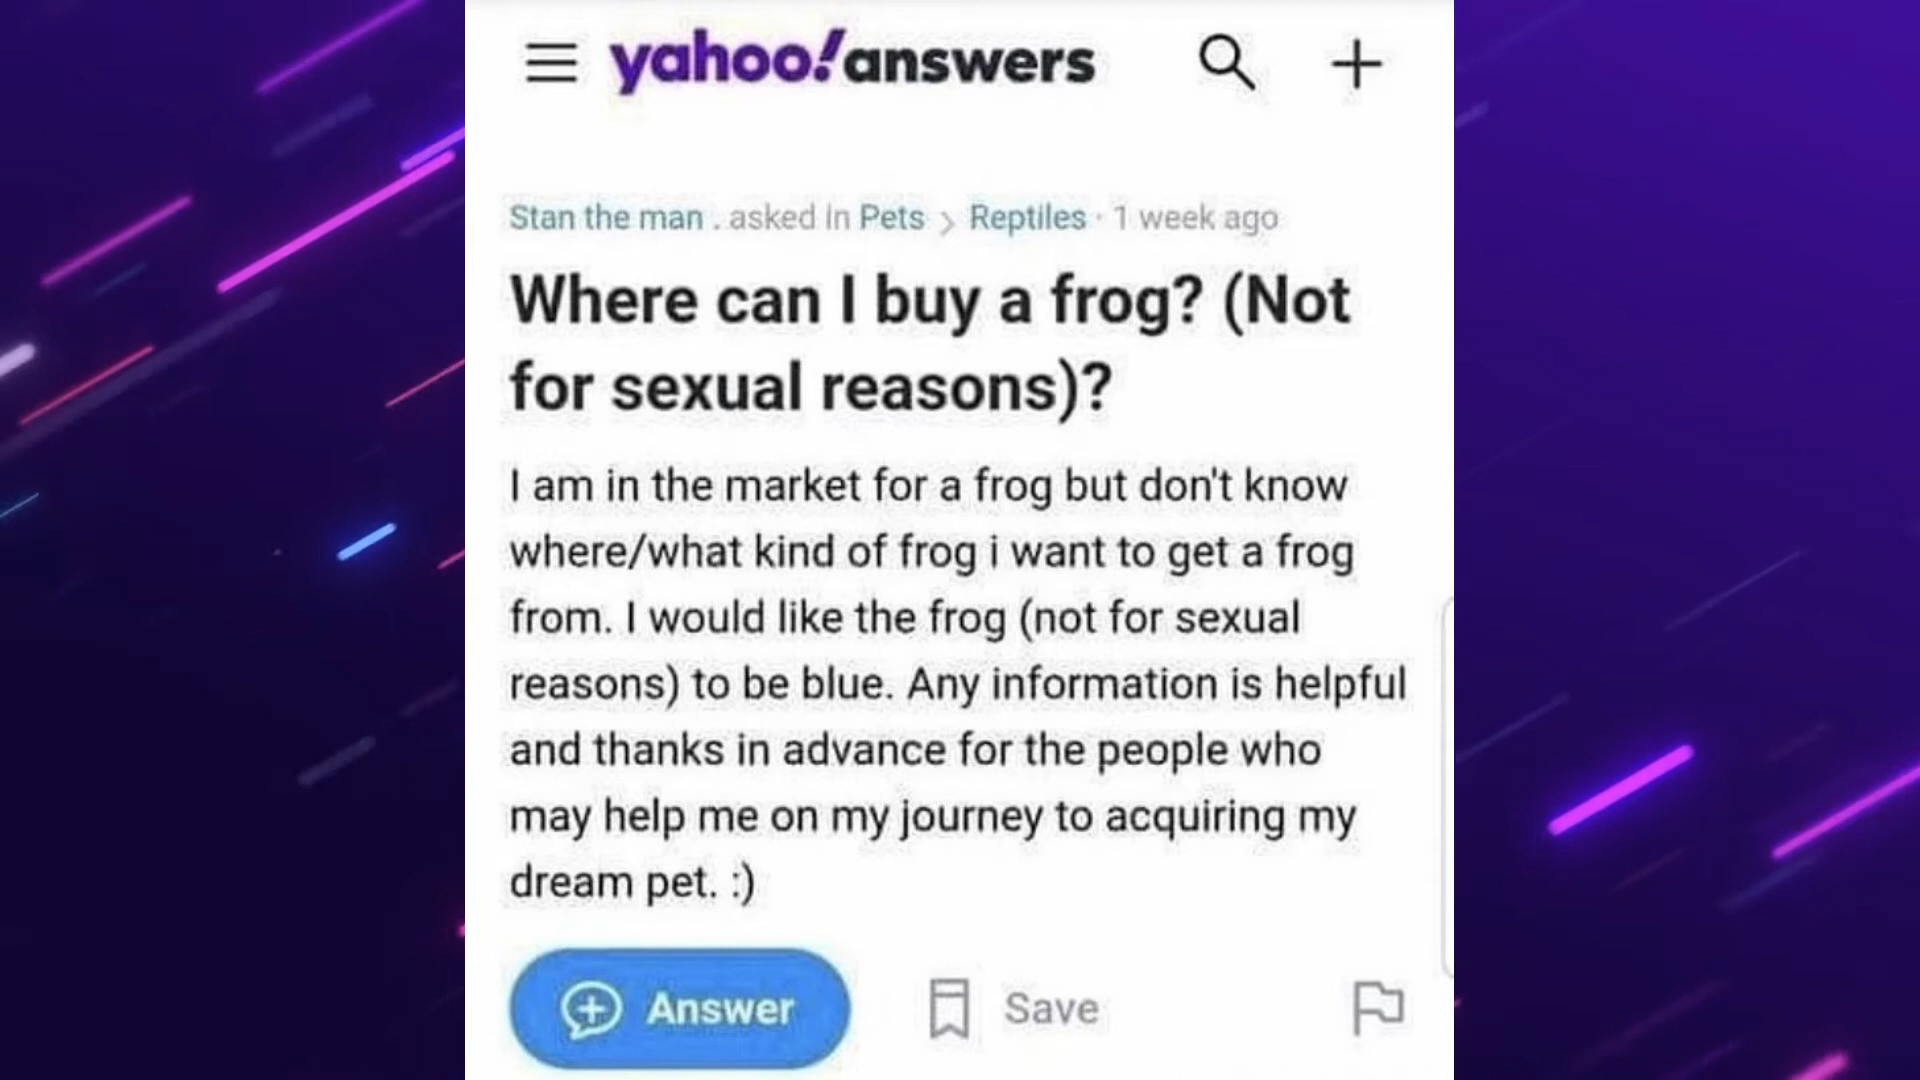 yahoo!answers
Stan the man . asked in Pets > Reptiles · 1 week ago
Where can I buy a frog? (Not
for sexual reasons)?
I am in the market for a frog but don't know
where/what kind of frog i want to get a frog
from. I would like the frog (not for sexual
reasons) to be blue. Any information is helpful
and thanks in advance for the people who
may help me on my journey to acquiring my
dream pet. :)
Answer Save